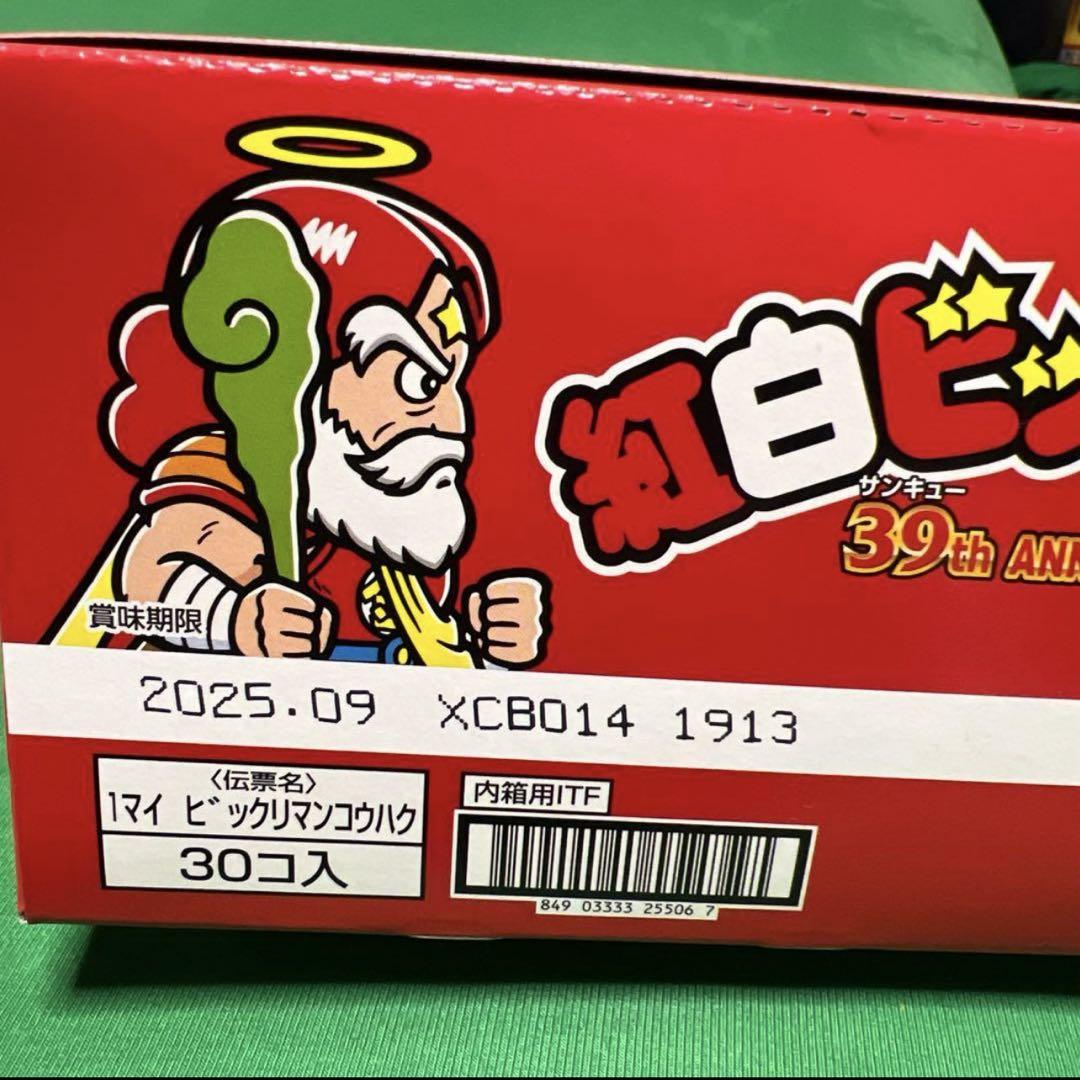 紅白ビッ
サンキュー
39th ANN
賞味期限
2025.09 XCB014 1913
〈伝票名〉
1マイ ビックリマンコウハク
30コ入
内箱用ITF
849 03333 25506 7